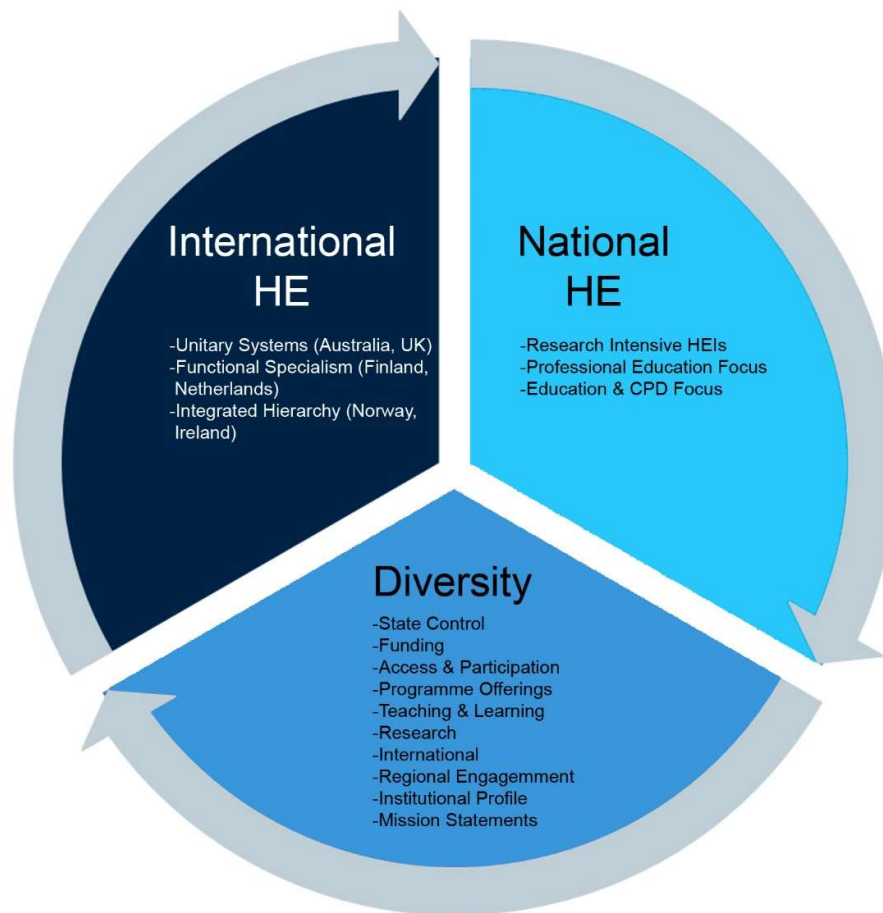 International
HE
-Unitary Systems (Australia, UK)
-Functional Specialism (Finland,
Netherlands)
-Integrated Hierarchy (Norway,
Ireland)
National
HE
-Research Intensive HEIs
-Professional Education Focus
-Education & CPD Focus
Diversity
-State Control
-Funding
-Access & Participation
-Programme Offerings
-Teaching & Learning
-Research
-International
-Regional Engagemment
-Institutional Profile
-Mission Statements